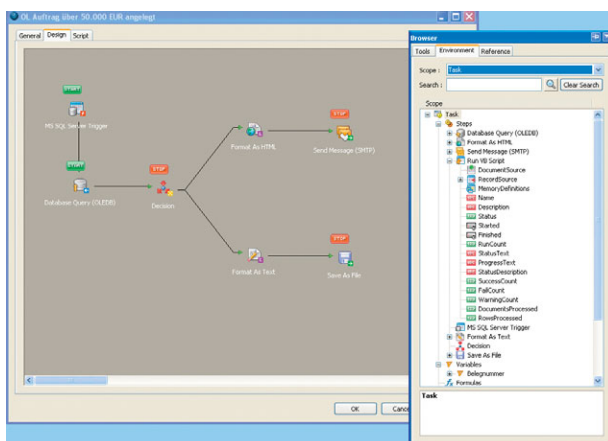 OL Auftrag über 50.000 EUR angelegt
General Design Script
START
MS SQL Server Trigger
START
Database Query (OLEDB)
STOP
Decision
Format As HTML
STOP
Send Message (SMTP)
Format As Text
STOP
Save As File
OK
Canc
Browser
Tools Environment Reference
Scope : Task
Search : Clear Search
Scope
Task
Steps
Database Query (OLEDB)
Format As HTML
Send Message (SMTP)
Run VB Script
DocumentSource
RecordSource
MemoryDefinitions
Name
Description
Status
Started
Finished
RunCount
StatusText
ProgressText
StatusDescription
SuccessCount
FailCount
WarningCount
DocumentsProcessed
RowsProcessed
MS SQL Server Trigger
Format As Text
Decision
Save As File
Variables
Belegnummer
Formulas
Task